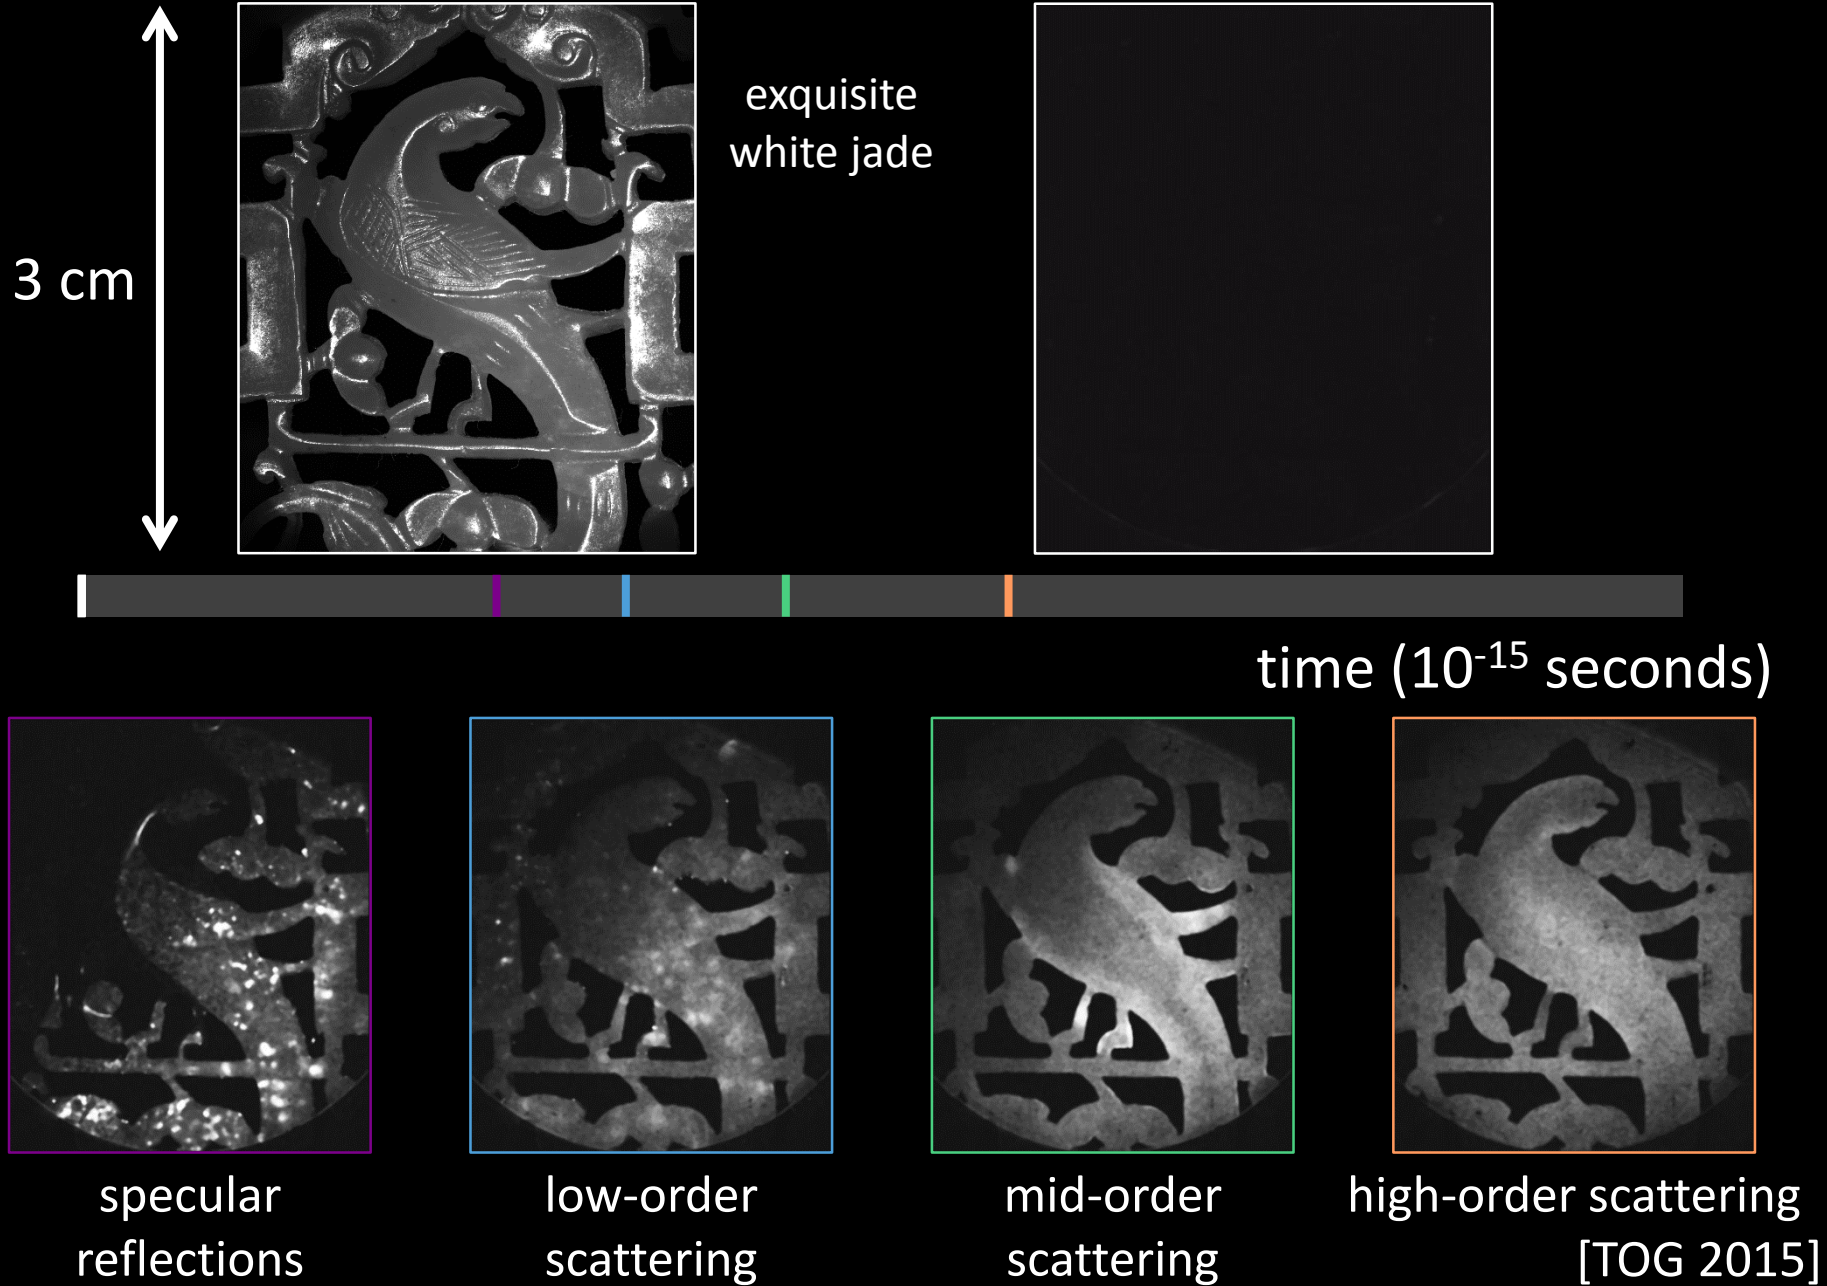 exquisite
white jade
3 cm
time (10⁻¹⁵ seconds)
specular
reflections
low-order
scattering
mid-order
scattering
high-order scattering
[TOG 2015]